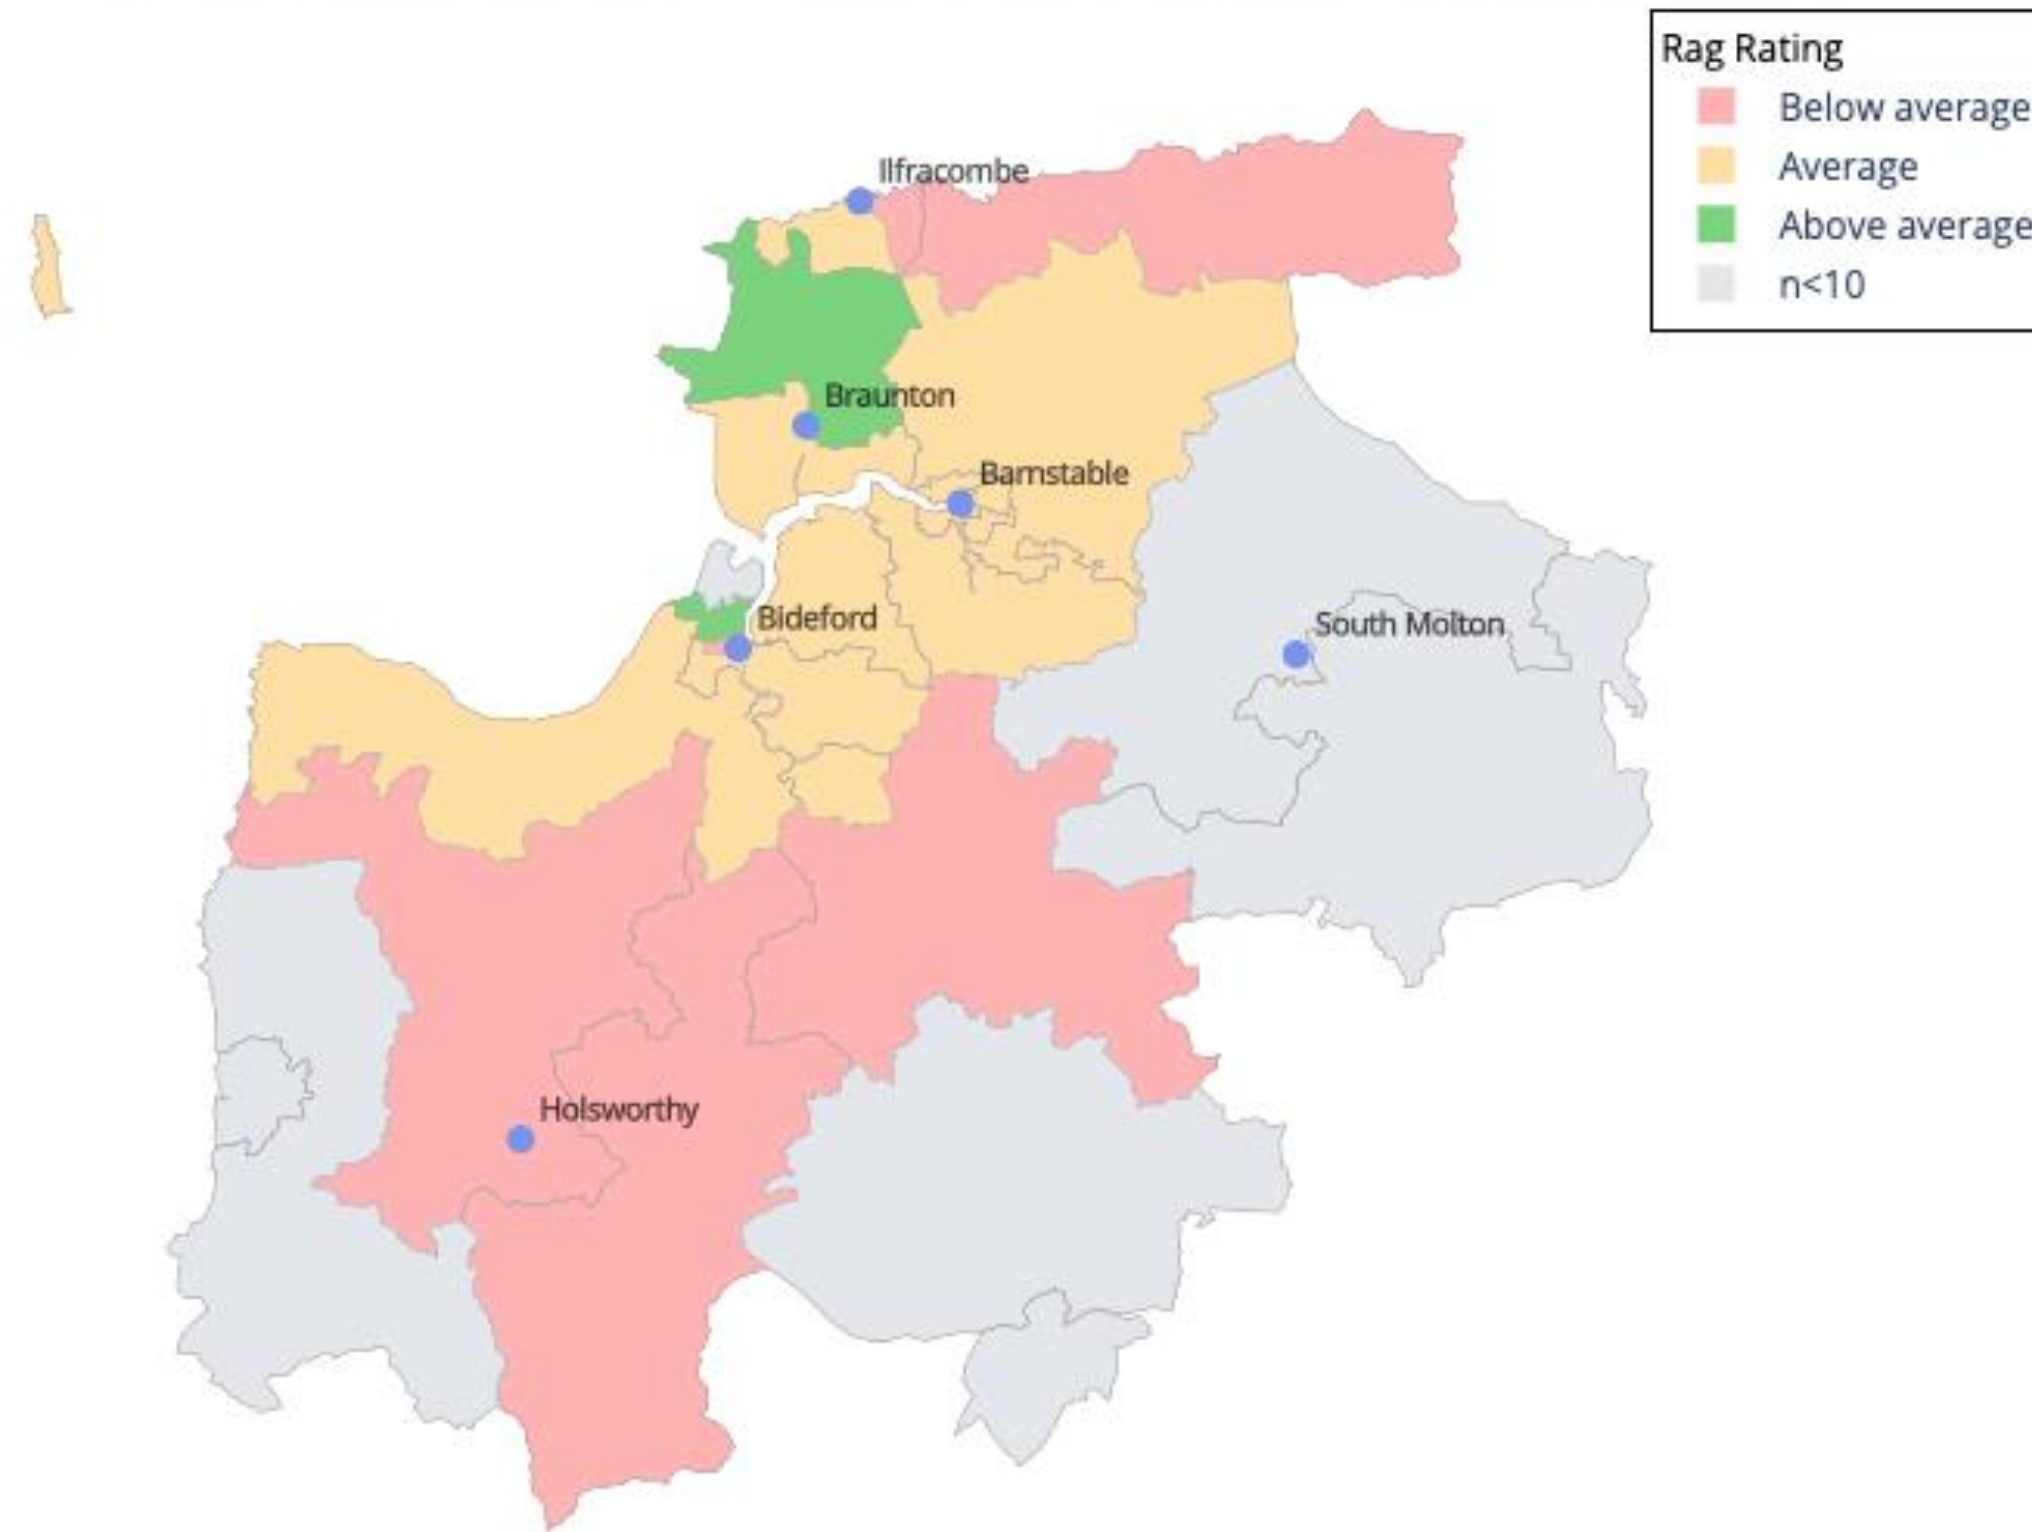 Rag Rating
Below average
Average
Above average
n<10
Ilfracombe
Braunton
Barnstable
Bideford
South Molton
Holsworthy